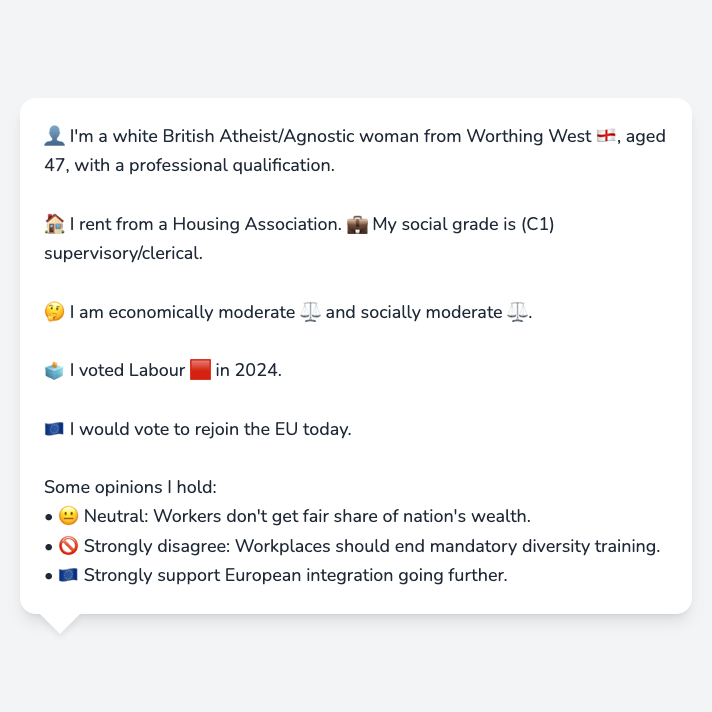 👤 I'm a white British Atheist/Agnostic woman from Worthing West 🏴󠁧󠁢󠁥󠁮󠁧󠁿, aged
47, with a professional qualification.
🏠 I rent from a Housing Association. 💼 My social grade is (C1)
supervisory/clerical.
🤔 I am economically moderate ⚖️ and socially moderate ⚖️.
🗳️ I voted Labour 🟥 in 2024.
🇪🇺 I would vote to rejoin the EU today.
Some opinions I hold:
• 😐 Neutral: Workers don't get fair share of nation's wealth.
• 🚫 Strongly disagree: Workplaces should end mandatory diversity training.
• 🇪🇺 Strongly support European integration going further.